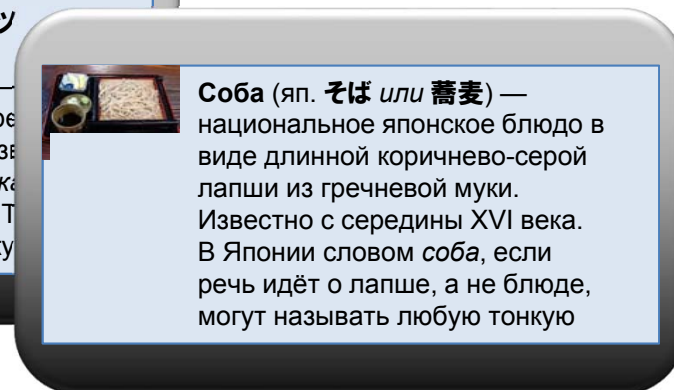 ツ
Соба (яп. そば или 蕎麦) —
национальное японское блюдо в
виде длинной коричнево-серой
лапши из гречневой муки.
Известно с середины XVI века.
В Японии словом соба, если
речь идёт о лапше, а не блюде,
могут называть любую тонкую